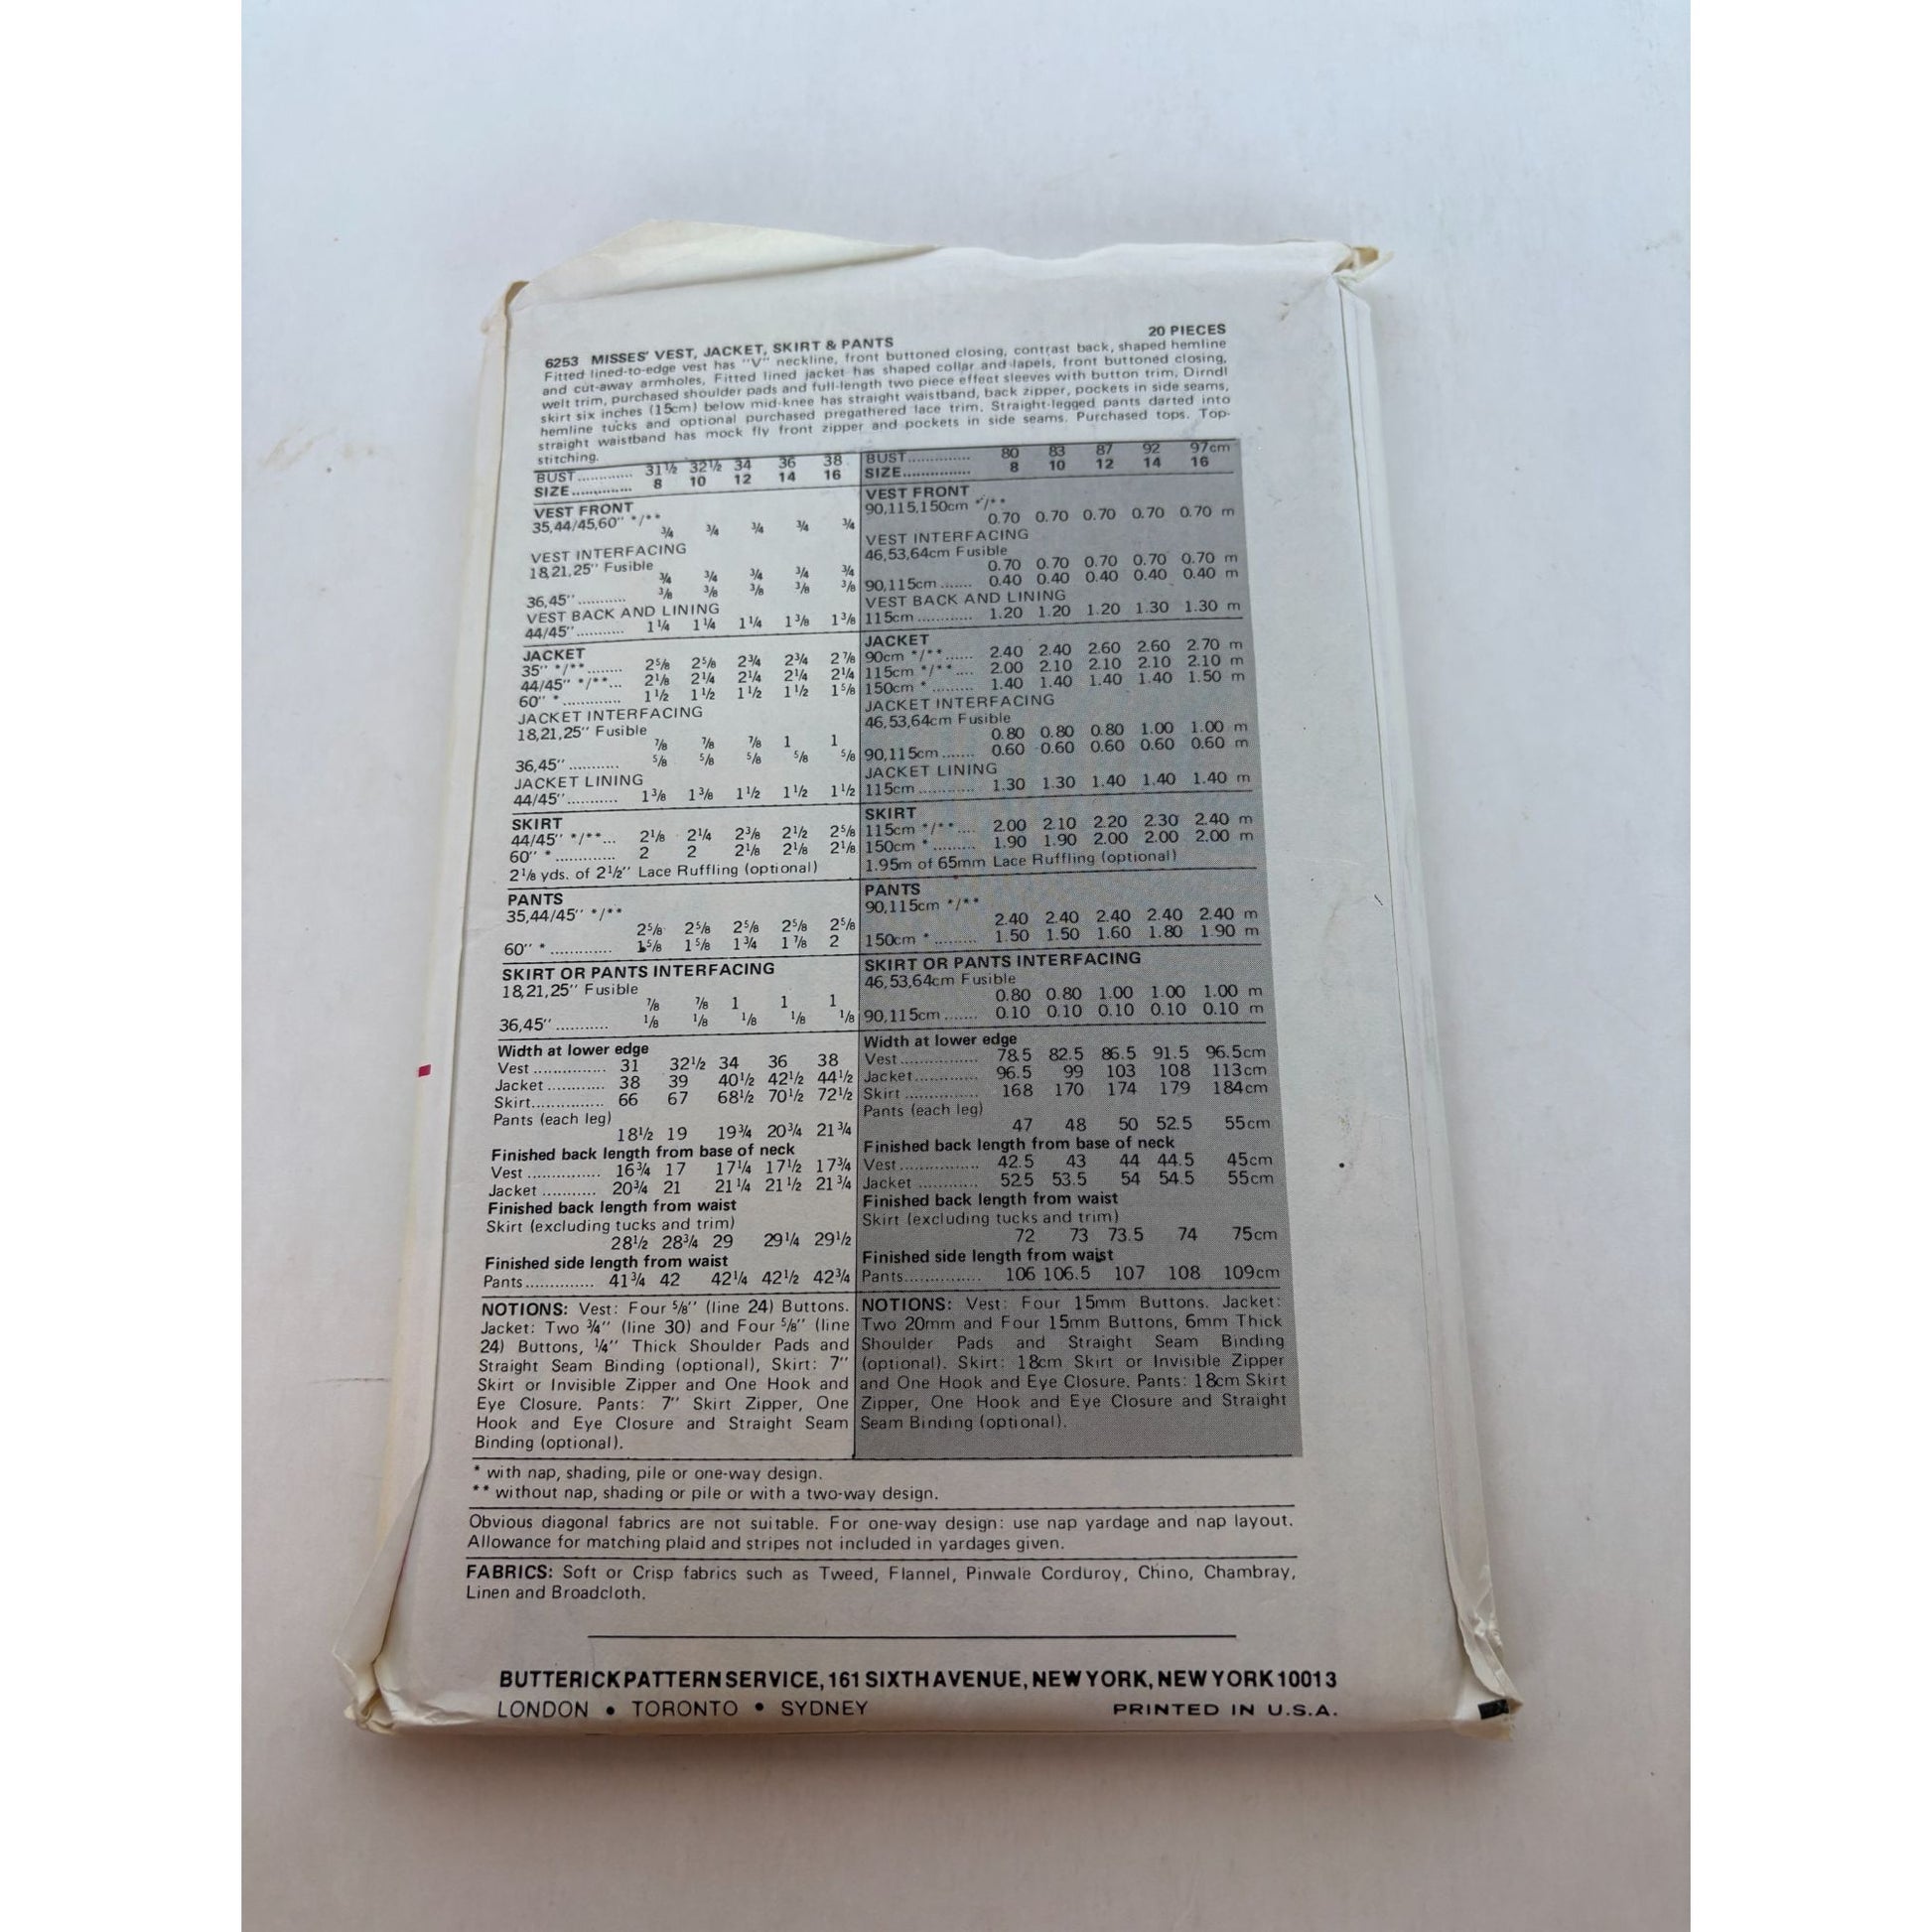 20 PIECES
6253 MISSES' VEST, JACKET, SKIRT & PANTS
Fitted lined-to-edge vest has "V" neckline, front buttoned closing, contrast back, shaped hemline
and cut-away armholes. Fitted lined jacket has shaped collar and lapels, front buttoned closing,
welt trim, purchased shoulder pads and full-length two piece effect sleeves with button trim. Dirndl
skirt six inches (15cm) below mid-knee has straight waistband, back zipper, pockets in side seams,
hemline tucks and optional purchased pregathered lace trim. Straight-legged pants darted into
straight waistband has mock fly front zipper and pockets in side seams. Purchased tops. Top-
stitching.
BUST............ 31½ 32½ 34 36 38
SIZE.............. 8 10 12 14 16
VEST FRONT
35,44/45,60" */**
¾ ¾ ¾ ¾ ¾
VEST INTERFACING
18,21,25" Fusible
¾ ¾ ¾ ¾ ¾
36,45"........... ⅜ ⅜ ⅜ ⅜ ⅜
VEST BACK AND LINING
44/45"........... 1¼ 1¼ 1¼ 1⅜ 1⅜
JACKET
35" */**........ 2⅝ 2⅝ 2¾ 2¾ 2⅞
44/45" */**... 2⅛ 2¼ 2¼ 2¼ 2¼
60" * ............. 1½ 1½ 1½ 1½ 1⅝
JACKET INTERFACING
18,21,25" Fusible
⅞ ⅞ ⅞ 1 1
36,45"........... ⅝ ⅝ ⅝ ⅝ ⅝
JACKET LINING
44/45"........... 1⅜ 1⅜ 1½ 1½ 1½
SKIRT
44/45" */**... 2⅛ 2¼ 2⅜ 2½ 2⅝
60" * ............. 2 2 2⅛ 2⅛ 2⅛
2⅛ yds. of 2½" Lace Ruffling (optional)
PANTS
35,44/45" */**
2⅝ 2⅝ 2⅝ 2⅝ 2⅝
60" * ............. 1⅝ 1⅝ 1¾ 1⅞ 2
SKIRT OR PANTS INTERFACING
18,21,25" Fusible
⅞ ⅞ 1 1 1
36,45"........... ⅛ ⅛ ⅛ ⅛ ⅛
Width at lower edge
Vest ............... 31 32½ 34 36 38
Jacket ............ 38 39 40½ 42½ 44½
Skirt............... 66 67 68½ 70½ 72½
Pants (each leg)
18½ 19 19¾ 20¾ 21¾
Finished back length from base of neck
Vest ............... 16¾ 17 17¼ 17½ 17¾
Jacket ........... 20¾ 21 21¼ 21½ 21¾
Finished back length from waist
Skirt (excluding tucks and trim)
28½ 28¾ 29 29¼ 29½
Finished side length from waist
Pants.............. 41¾ 42 42¼ 42½ 42¾
NOTIONS: Vest: Four ⅝" (line 24) Buttons.
Jacket: Two ¾" (line 30) and Four ⅝" (line
24) Buttons, ¼" Thick Shoulder Pads and
Straight Seam Binding (optional), Skirt: 7"
Skirt or Invisible Zipper and One Hook and
Eye Closure. Pants: 7" Skirt Zipper, One
Hook and Eye Closure and Straight Seam
Binding (optional).
BUST.............. 80 83 87 92 97cm
SIZE............... 8 10 12 14 16
VEST FRONT
90,115,150cm */**
0.70 0.70 0.70 0.70 0.70 m
VEST INTERFACING
46,53,64cm Fusible
0.70 0.70 0.70 0.70 0.70 m
90,115cm ....... 0.40 0.40 0.40 0.40 0.40 m
VEST BACK AND LINING
115cm ............ 1.20 1.20 1.20 1.30 1.30 m
JACKET
90cm */** ...... 2.40 2.40 2.60 2.60 2.70 m
115cm */** .... 2.00 2.10 2.10 2.10 2.10 m
150cm * ......... 1.40 1.40 1.40 1.40 1.50 m
JACKET INTERFACING
46,53,64cm Fusible
0.80 0.80 0.80 1.00 1.00 m
90,115cm ....... 0.60 0.60 0.60 0.60 0.60 m
JACKET LINING
115cm ............ 1.30 1.30 1.40 1.40 1.40 m
SKIRT
115cm */** .... 2.00 2.10 2.20 2.30 2.40 m
150cm * ......... 1.90 1.90 2.00 2.00 2.00 m
1.95m of 65mm Lace Ruffling (optional)
PANTS
90,115cm */**
2.40 2.40 2.40 2.40 2.40 m
150cm * ......... 1.50 1.50 1.60 1.80 1.90 m
SKIRT OR PANTS INTERFACING
46,53,64cm Fusible
0.80 0.80 1.00 1.00 1.00 m
90,115cm ....... 0.10 0.10 0.10 0.10 0.10 m
Width at lower edge
Vest................ 78.5 82.5 86.5 91.5 96.5cm
Jacket............. 96.5 99 103 108 113cm
Skirt ............... 168 170 174 179 184cm
Pants (each leg)
47 48 50 52.5 55cm
Finished back length from base of neck
Vest................ 42.5 43 44 44.5 45cm
Jacket ............ 52.5 53.5 54 54.5 55cm
Finished back length from waist
Skirt (excluding tucks and trim)
72 73 73.5 74 75cm
Finished side length from waist
Pants............... 106 106.5 107 108 109cm
NOTIONS: Vest: Four 15mm Buttons. Jacket:
Two 20mm and Four 15mm Buttons, 6mm Thick
Shoulder Pads and Straight Seam Binding
(optional). Skirt: 18cm Skirt or Invisible Zipper
and One Hook and Eye Closure. Pants: 18cm Skirt
Zipper, One Hook and Eye Closure and Straight
Seam Binding (optional).
* with nap, shading, pile or one-way design.
** without nap, shading or pile or with a two-way design.
Obvious diagonal fabrics are not suitable. For one-way design: use nap yardage and nap layout.
Allowance for matching plaid and stripes not included in yardages given.
FABRICS: Soft or Crisp fabrics such as Tweed, Flannel, Pinwale Corduroy, Chino, Chambray,
Linen and Broadcloth.
BUTTERICK PATTERN SERVICE, 161 SIXTH AVENUE, NEW YORK, NEW YORK 10013
LONDON • TORONTO • SYDNEY
PRINTED IN U.S.A.